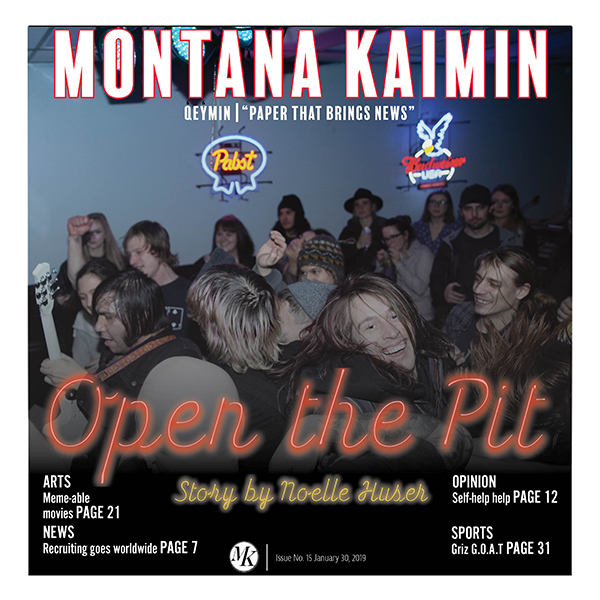 MONTANA KAIMIN
QEYMIN | “PAPER THAT BRINGS NEWS”
Pabst
Budweiser
USA
Open the Pit
Story by Noelle Huser
ARTS
Meme-able
movies PAGE 21
NEWS
Recruiting goes worldwide PAGE 7
OPINION
Self-help help PAGE 12
SPORTS
Griz G.O.A.T PAGE 31
MK | Issue No. 15 January 30, 2019